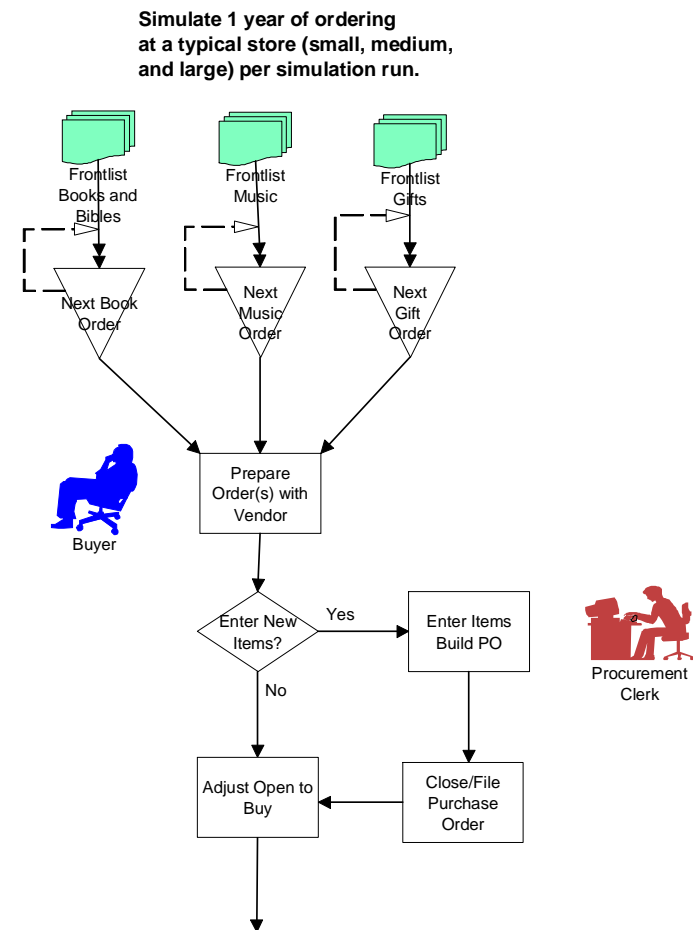 Simulate 1 year of ordering
at a typical store (small, medium,
and large) per simulation run.
Frontlist
Books and
Bibles
Frontlist
Music
Frontlist
Gifts
Next Book
Order
Next
Music
Order
Next
Gift
Order
Prepare
Order(s) with
Vendor
Buyer
Enter New
Items?
Yes
Enter Items
Build PO
Procurement
Clerk
No
Adjust Open to
Buy
Close/File
Purchase
Order